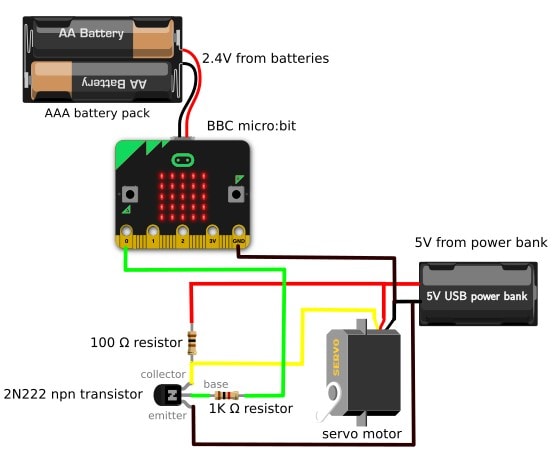 AA Battery
AA Battery
2.4V from batteries
AAA battery pack
BBC micro:bit
0 1 2 3V GND
5V from power bank
5V USB power bank
100 Ω resistor
SERVO
collector
2N222 npn transistor
N
base
1K Ω resistor
emitter
servo motor